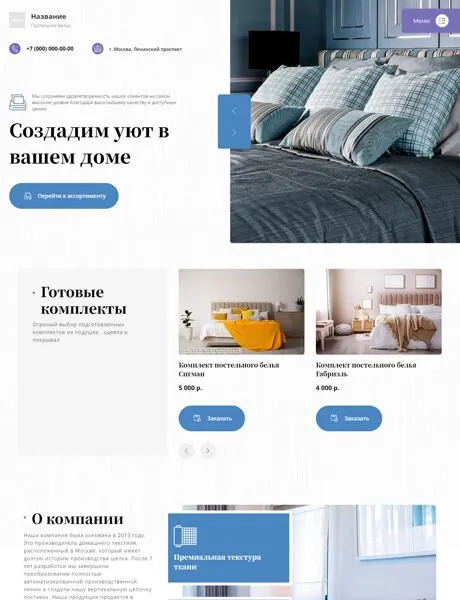 Название
Постельное белье
Меню
+7 (000) 000-00-00
г. Москва, Ленинский проспект
Мы сохраняем удовлетворенность наших клиентов на самом
высоком уровне благодаря высочайшему качеству и доступным
ценам
Создадим уют в
вашем доме
Перейти к ассортименту
Готовые
комплекты
Огромный выбор подготовленных
комплектов из подушек , одеяла и
покрывал
Комплект постельного белья
Сигман
5 000 р.
Заказать
Комплект постельного белья
Габриэль
4 000 р.
Заказать
О компании
Наша компания была основана в 2013 году.
Это производитель домашнего текстиля,
расположенный в Москве, который имеет
долгую историю производства шелка. После 7
лет разработки мы завершили
преобразование полностью
автоматизированной производственной
линии и создали нашу вертикальную цепочку
поставок. Наша продукция продается в
Премиальная текстура
ткани